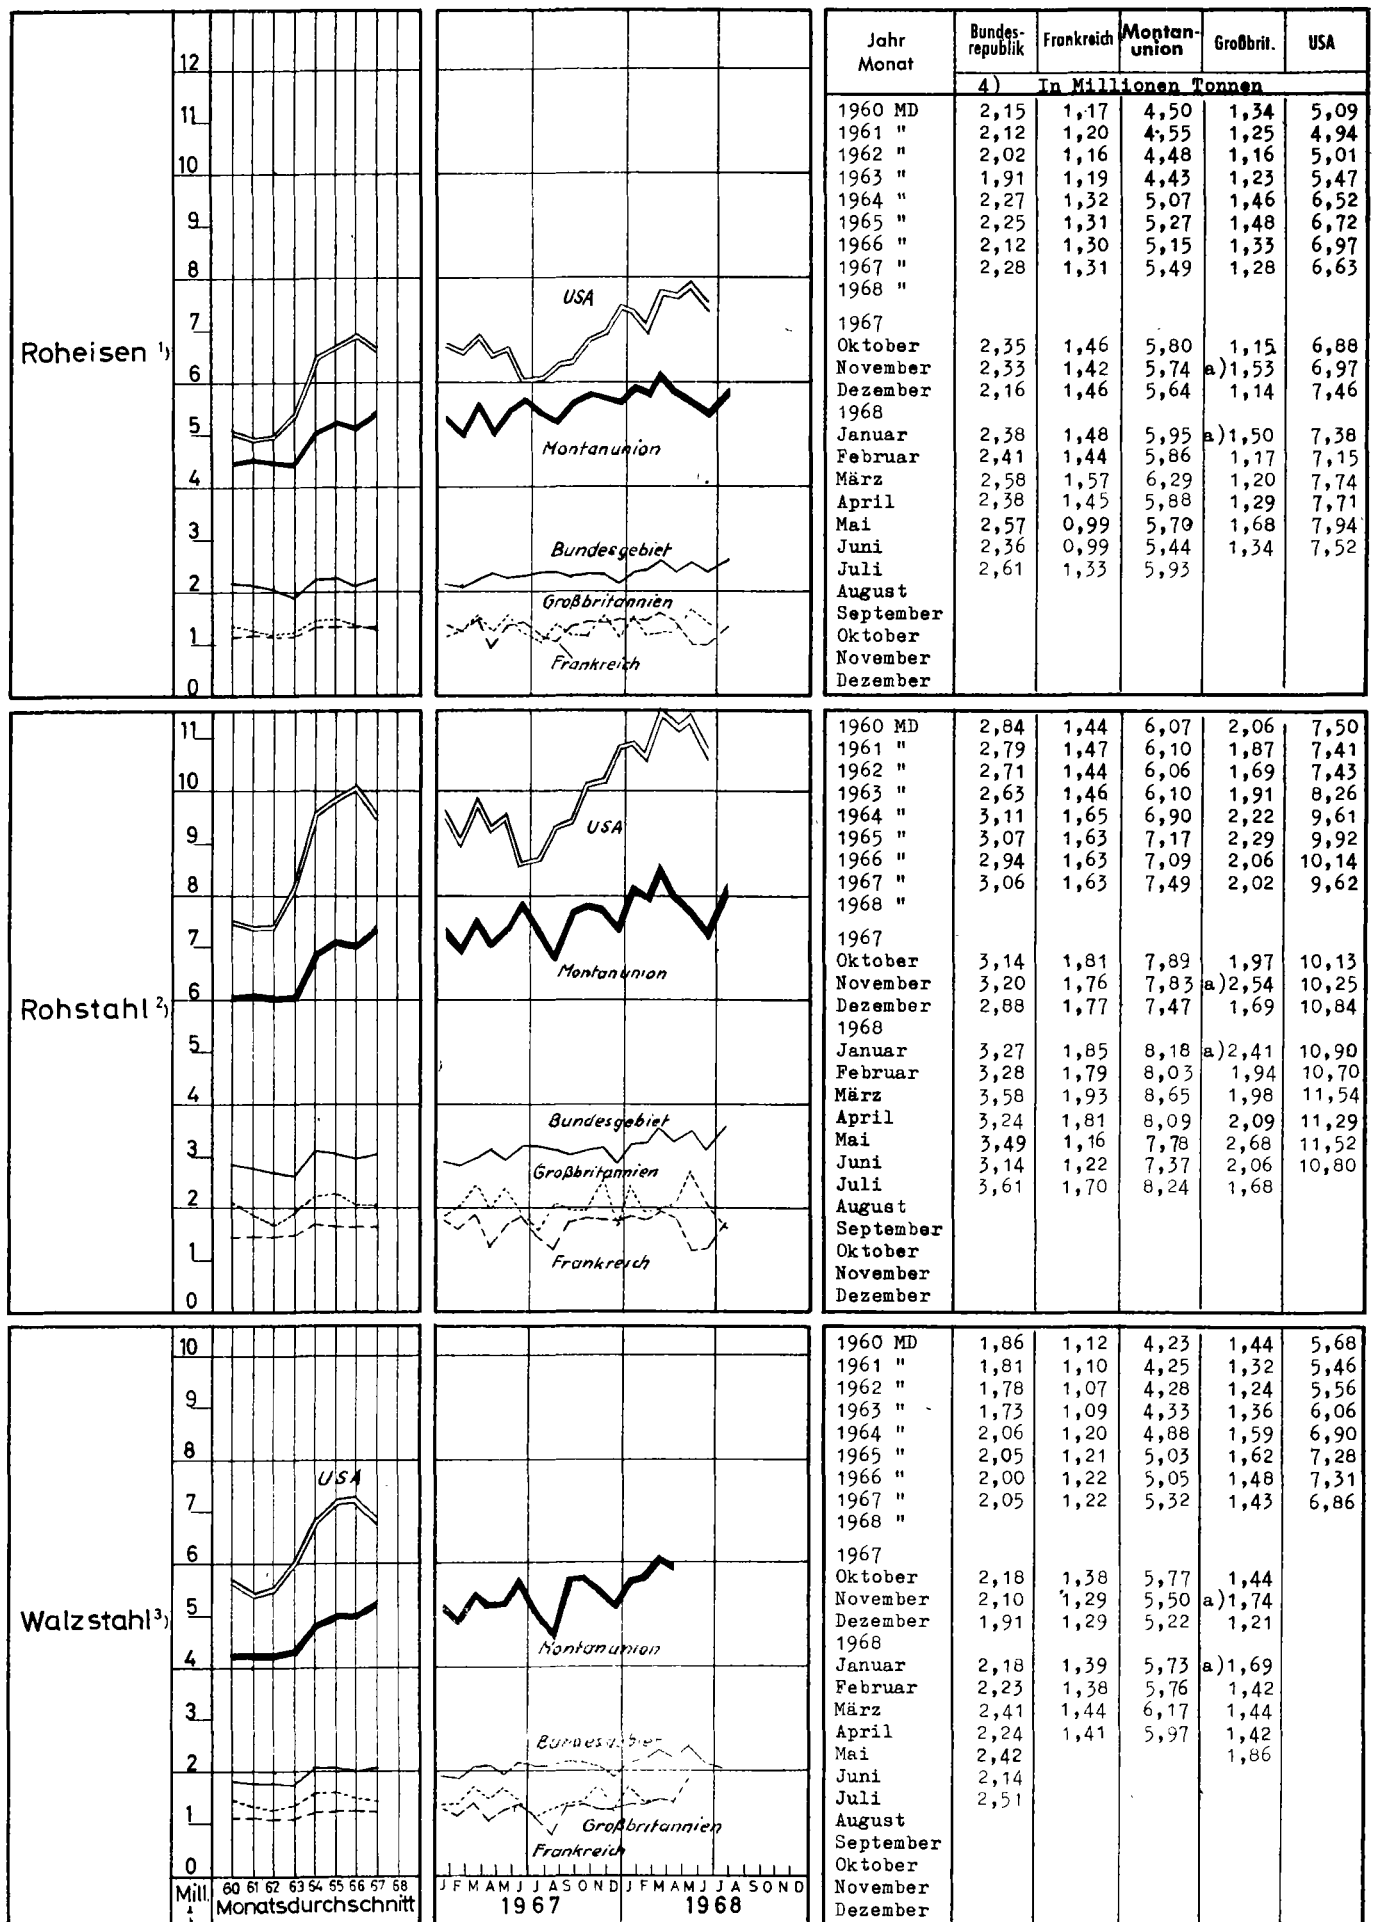 Roheisen 1)
12
11
10
9
8
7
6
5
4
3
2
1
0
USA
Montanunion
Bundesgebiet
Großbritannien
Frankreich
Jahr Monat Bundes-republik Frankreich Montan-union Großbrit. USA
4) In Millionen Tonnen
1960 MD 2,15 1,17 4,50 1,34 5,09
1961 " 2,12 1,20 4,55 1,25 4,94
1962 " 2,02 1,16 4,48 1,16 5,01
1963 " 1,91 1,19 4,43 1,23 5,47
1964 " 2,27 1,32 5,07 1,46 6,52
1965 " 2,25 1,31 5,27 1,48 6,72
1966 " 2,12 1,30 5,15 1,33 6,97
1967 " 2,28 1,31 5,49 1,28 6,63
1968 "
1967
Oktober 2,35 1,46 5,80 1,15 6,88
November 2,33 1,42 5,74 a)1,53 6,97
Dezember 2,16 1,46 5,64 1,14 7,46
1968
Januar 2,38 1,48 5,95 a)1,50 7,38
Februar 2,41 1,44 5,86 1,17 7,15
März 2,58 1,57 6,29 1,20 7,74
April 2,38 1,45 5,88 1,29 7,71
Mai 2,57 0,99 5,70 1,68 7,94
Juni 2,36 0,99 5,44 1,34 7,52
Juli 2,61 1,33 5,93
August
September
Oktober
November
Dezember
Rohstahl 2)
11
10
9
8
7
6
5
4
3
2
1
0
USA
Montanunion
Bundesgebiet
Großbritannien
Frankreich
1960 MD 2,84 1,44 6,07 2,06 7,50
1961 " 2,79 1,47 6,10 1,87 7,41
1962 " 2,71 1,44 6,06 1,69 7,43
1963 " 2,63 1,46 6,10 1,91 8,26
1964 " 3,11 1,65 6,90 2,22 9,61
1965 " 3,07 1,63 7,17 2,29 9,92
1966 " 2,94 1,63 7,09 2,06 10,14
1967 " 3,06 1,63 7,49 2,02 9,62
1968 "
1967
Oktober 3,14 1,81 7,89 1,97 10,13
November 3,20 1,76 7,83 a)2,54 10,25
Dezember 2,88 1,77 7,47 1,69 10,84
1968
Januar 3,27 1,85 8,18 a)2,41 10,90
Februar 3,28 1,79 8,03 1,94 10,70
März 3,58 1,93 8,65 1,98 11,54
April 3,24 1,81 8,09 2,09 11,29
Mai 3,49 1,16 7,78 2,68 11,52
Juni 3,14 1,22 7,37 2,06 10,80
Juli 3,61 1,70 8,24 1,68
August
September
Oktober
November
Dezember
Walzstahl 3)
10
9
8
7
6
5
4
3
2
1
0
USA
Montanunion
Bundesgebiet
Großbritannien
Frankreich
1960 MD 1,86 1,12 4,23 1,44 5,68
1961 " 1,81 1,10 4,25 1,32 5,46
1962 " 1,78 1,07 4,28 1,24 5,56
1963 " 1,73 1,09 4,33 1,36 6,06
1964 " 2,06 1,20 4,88 1,59 6,90
1965 " 2,05 1,21 5,03 1,62 7,28
1966 " 2,00 1,22 5,05 1,48 7,31
1967 " 2,05 1,22 5,32 1,43 6,86
1968 "
1967
Oktober 2,18 1,38 5,77 1,44
November 2,10 1,29 5,50 a)1,74
Dezember 1,91 1,29 5,22 1,21
1968
Januar 2,18 1,39 5,73 a)1,69
Februar 2,23 1,38 5,76 1,42
März 2,41 1,44 6,17 1,44
April 2,24 1,41 5,97 1,42
Mai 2,42 1,86
Juni 2,14
Juli 2,51
August
September
Oktober
November
Dezember
Mill.
60 61 62 63 64 65 66 67 68
Monatsdurchschnitt
J F M A M J J A S O N D J F M A M J J A S O N D
1967 1968